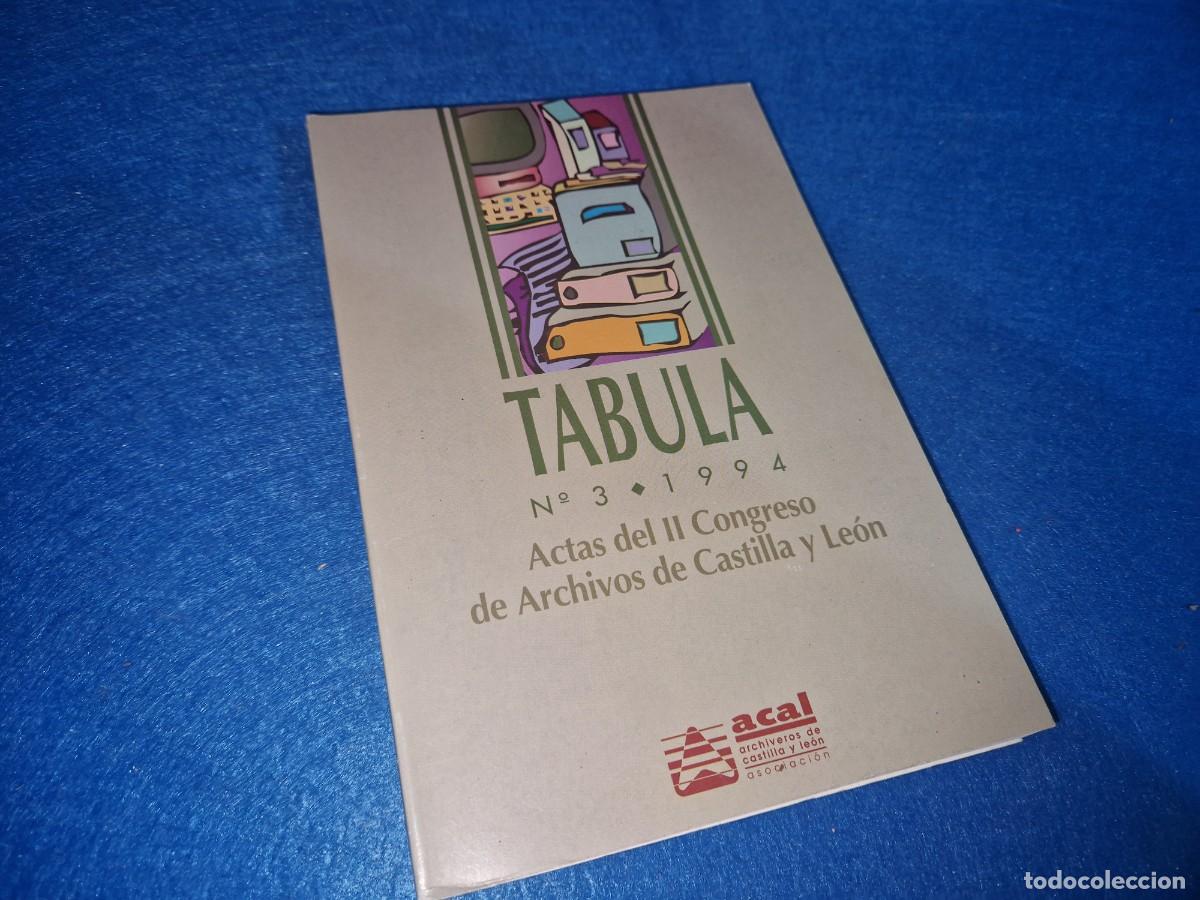 TABULA
Nº 3 ◆ 1994
Actas del II Congreso
de Archivos de Castilla y León
acal
archiveros de
castilla y león
asociación
todocoleccion